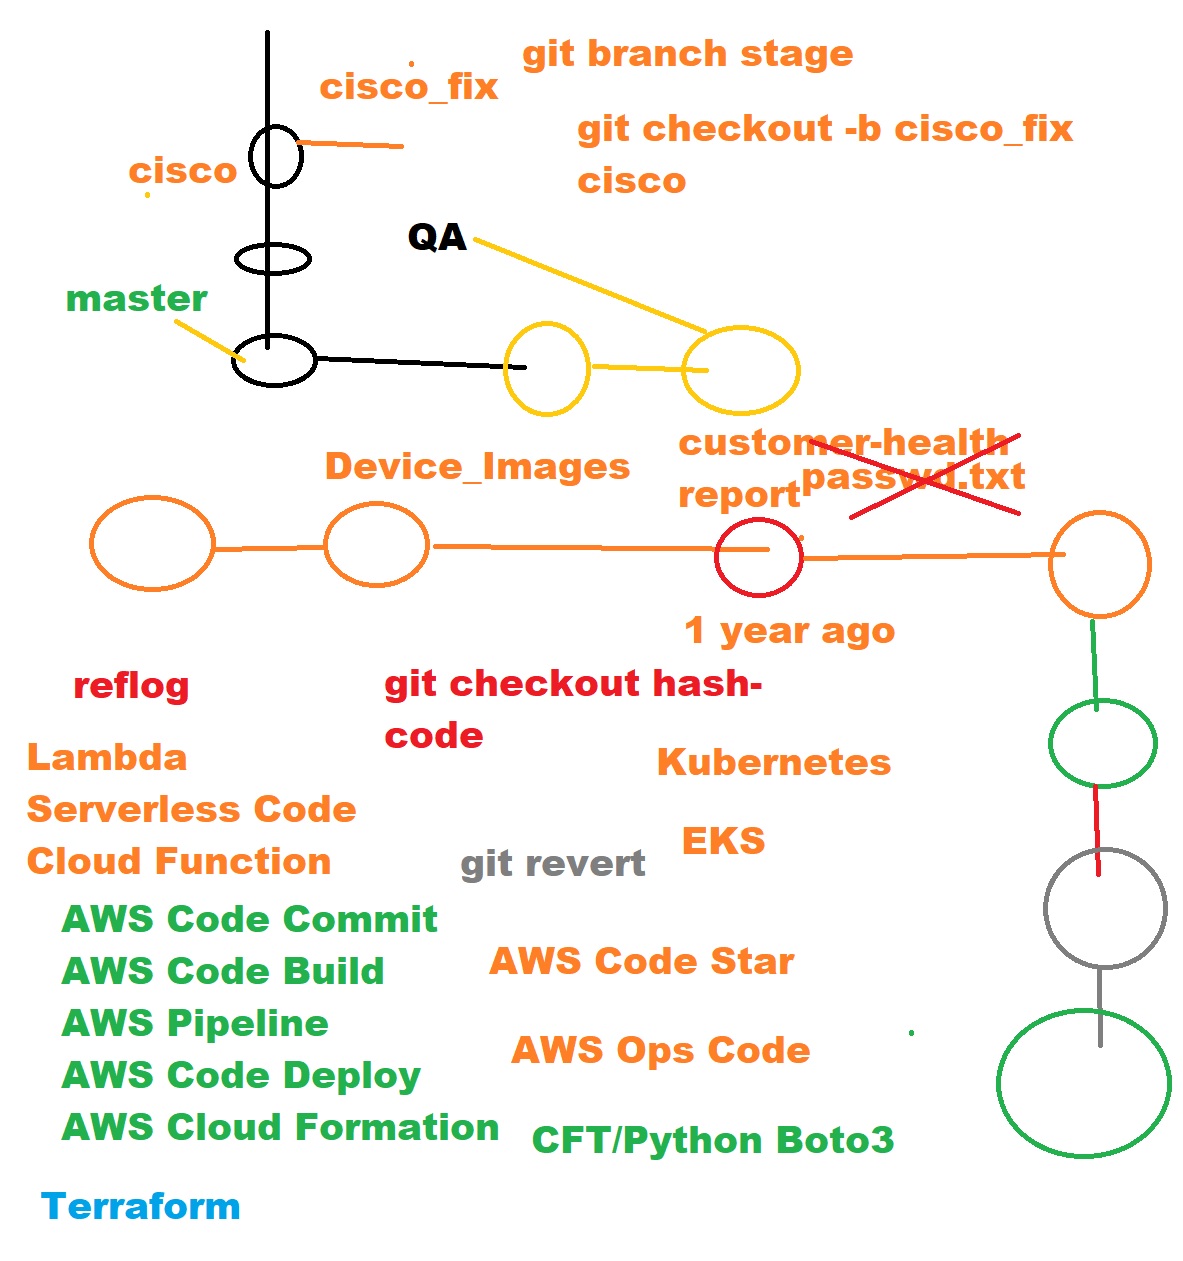 git branch stage
cisco_fix
git checkout -b cisco_fix
cisco
cisco
QA
master
customer-health
report
passwd.txt
Device_Images
1 year ago
reflog
git checkout hash-
code
Lambda
Serverless Code
Cloud Function
Kubernetes
EKS
git revert
AWS Code Commit
AWS Code Build
AWS Pipeline
AWS Code Deploy
AWS Cloud Formation
AWS Code Star
AWS Ops Code
CFT/Python Boto3
Terraform